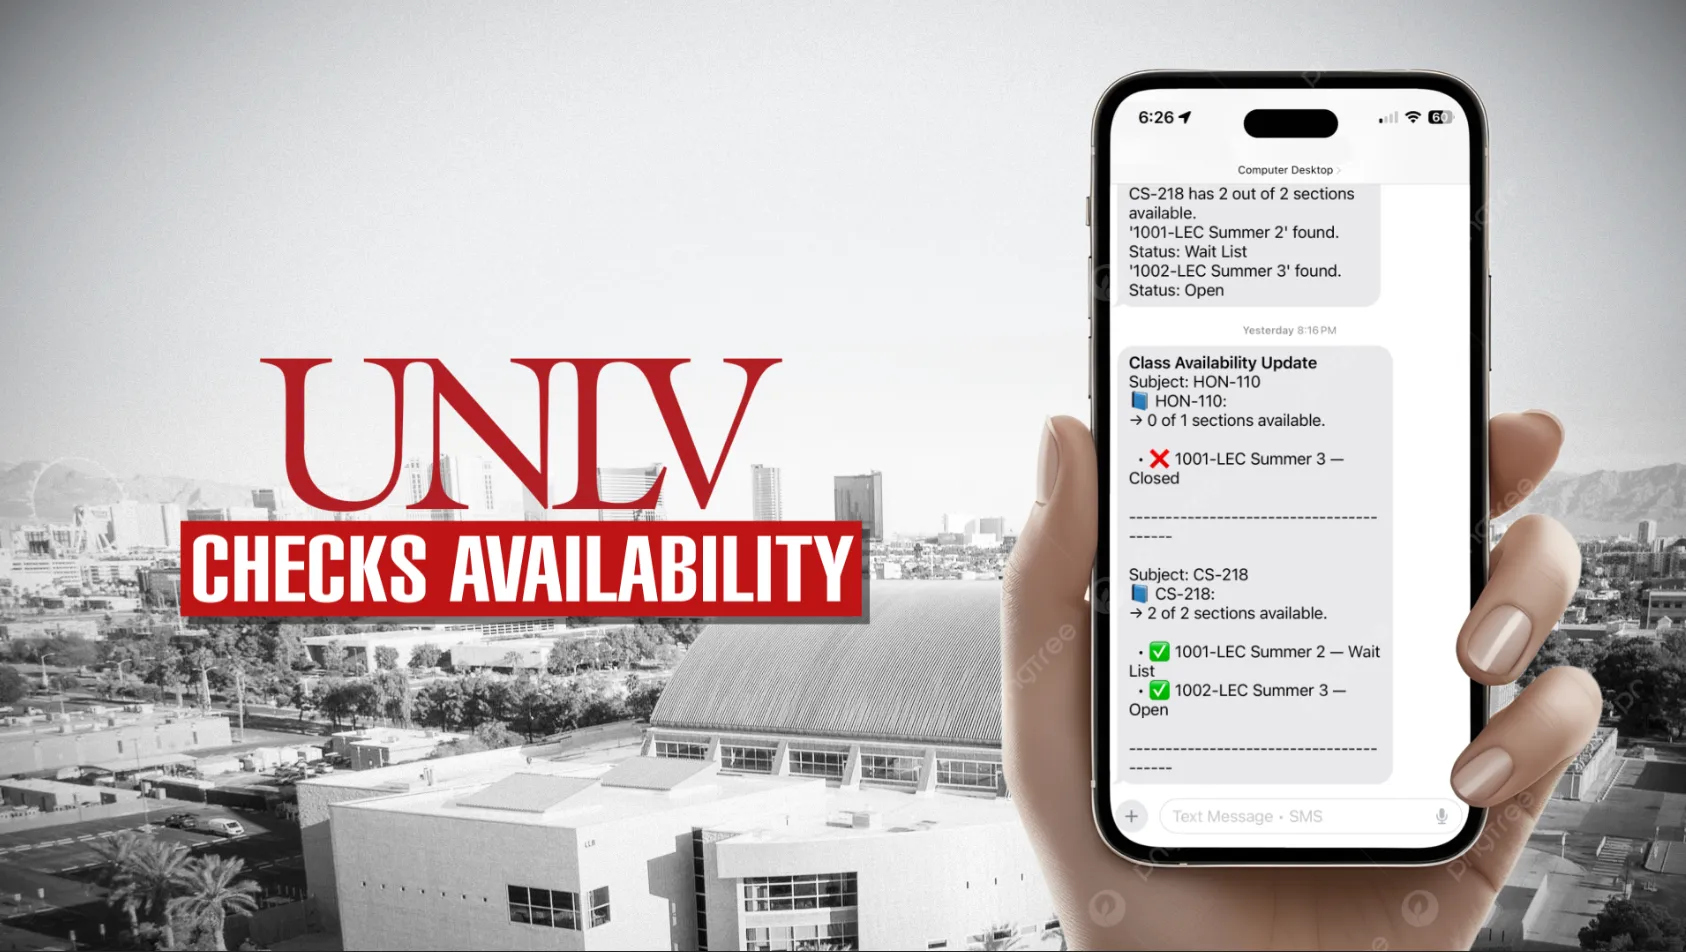 UNLV
CHECKS AVAILABILITY
6:26
60
Computer Desktop
CS-218 has 2 out of 2 sections
available.
'1001-LEC Summer 2' found.
Status: Wait List
'1002-LEC Summer 3' found.
Status: Open
Yesterday 8:16 PM
Class Availability Update
Subject: HON-110
📘 HON-110:
→ 0 of 1 sections available.
• ❌ 1001-LEC Summer 3 —
Closed
----------------------------------
------
Subject: CS-218
📘 CS-218:
→ 2 of 2 sections available.
• ✅ 1001-LEC Summer 2 — Wait
List
• ✅ 1002-LEC Summer 3 —
Open
----------------------------------
------
Text Message • SMS
pngtree
pngtree
pngtree